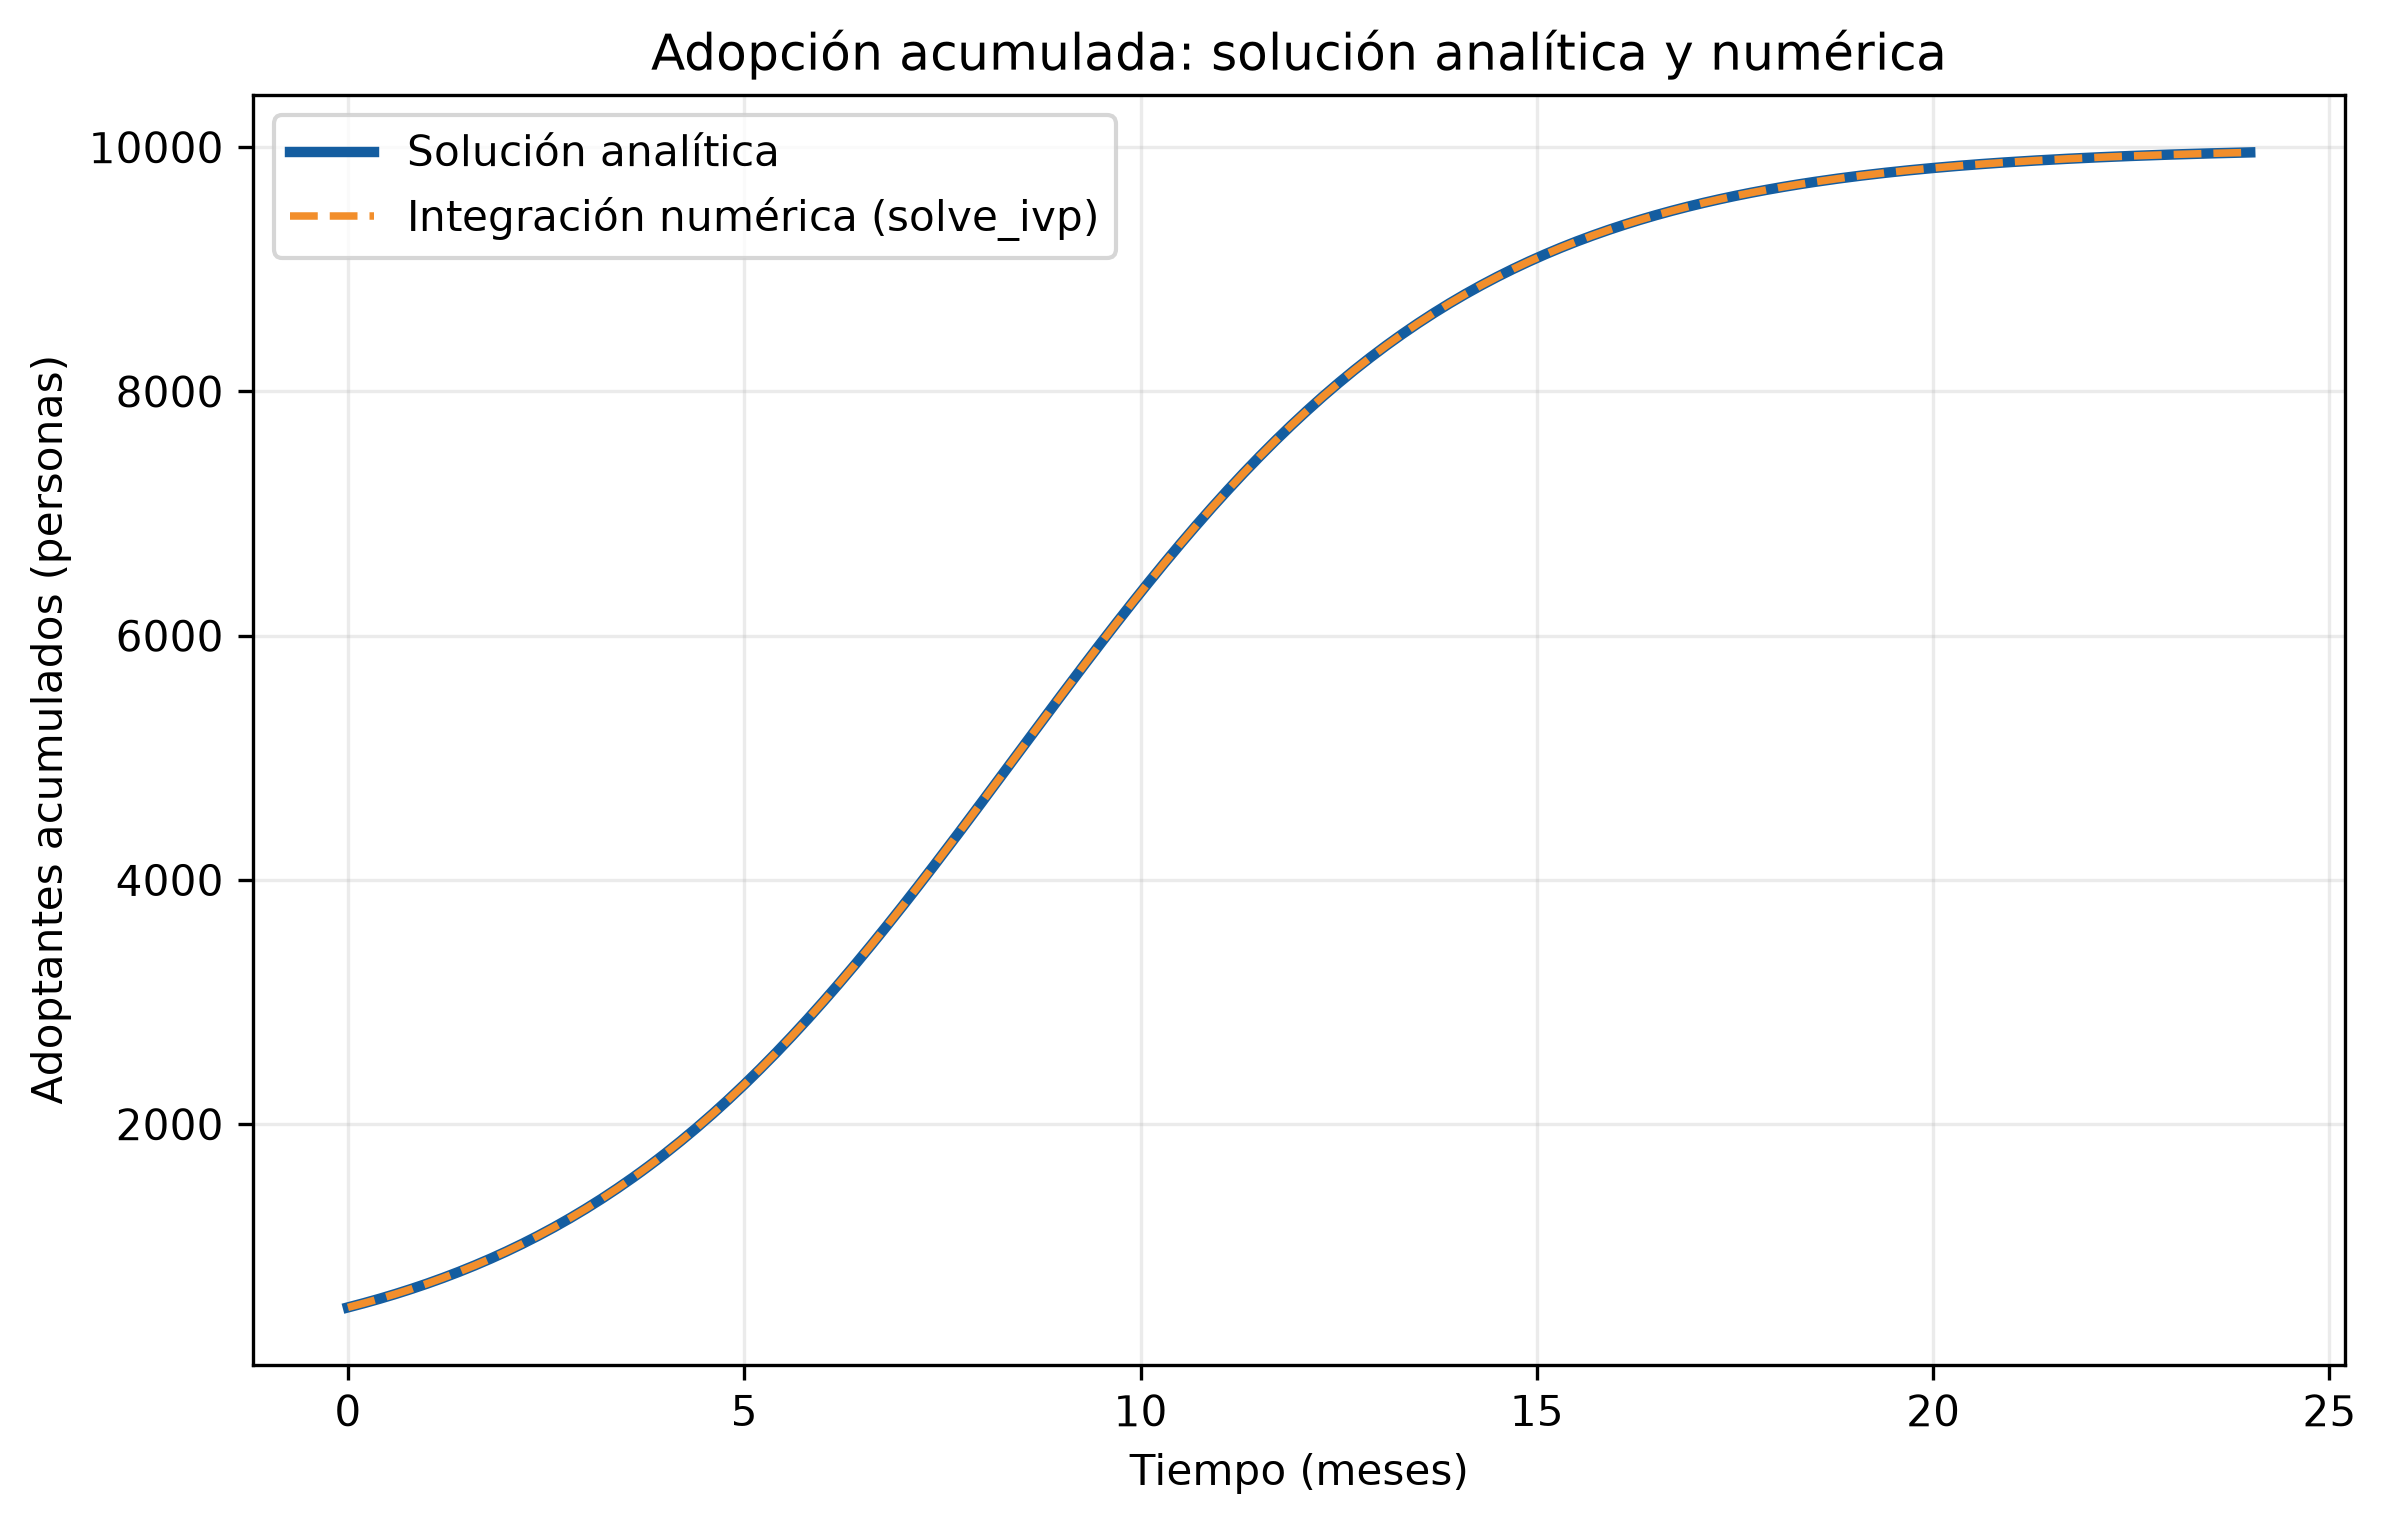 Adopción acumulada: solución analítica y numérica
Solución analítica
Integración numérica (solve_ivp)
Adoptantes acumulados (personas)
10000
8000
6000
4000
2000
0
5
10
15
20
25
Tiempo (meses)